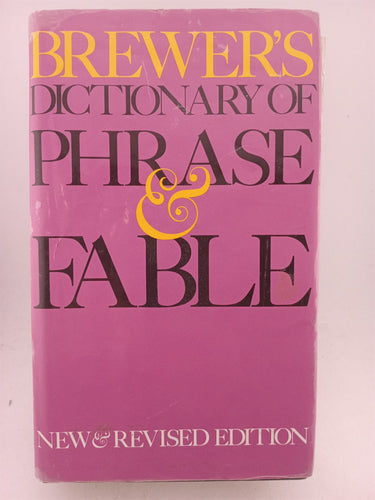 BREWER'S
DICTIONARY OF
PHRASE
&
FABLE
NEW & REVISED EDITION